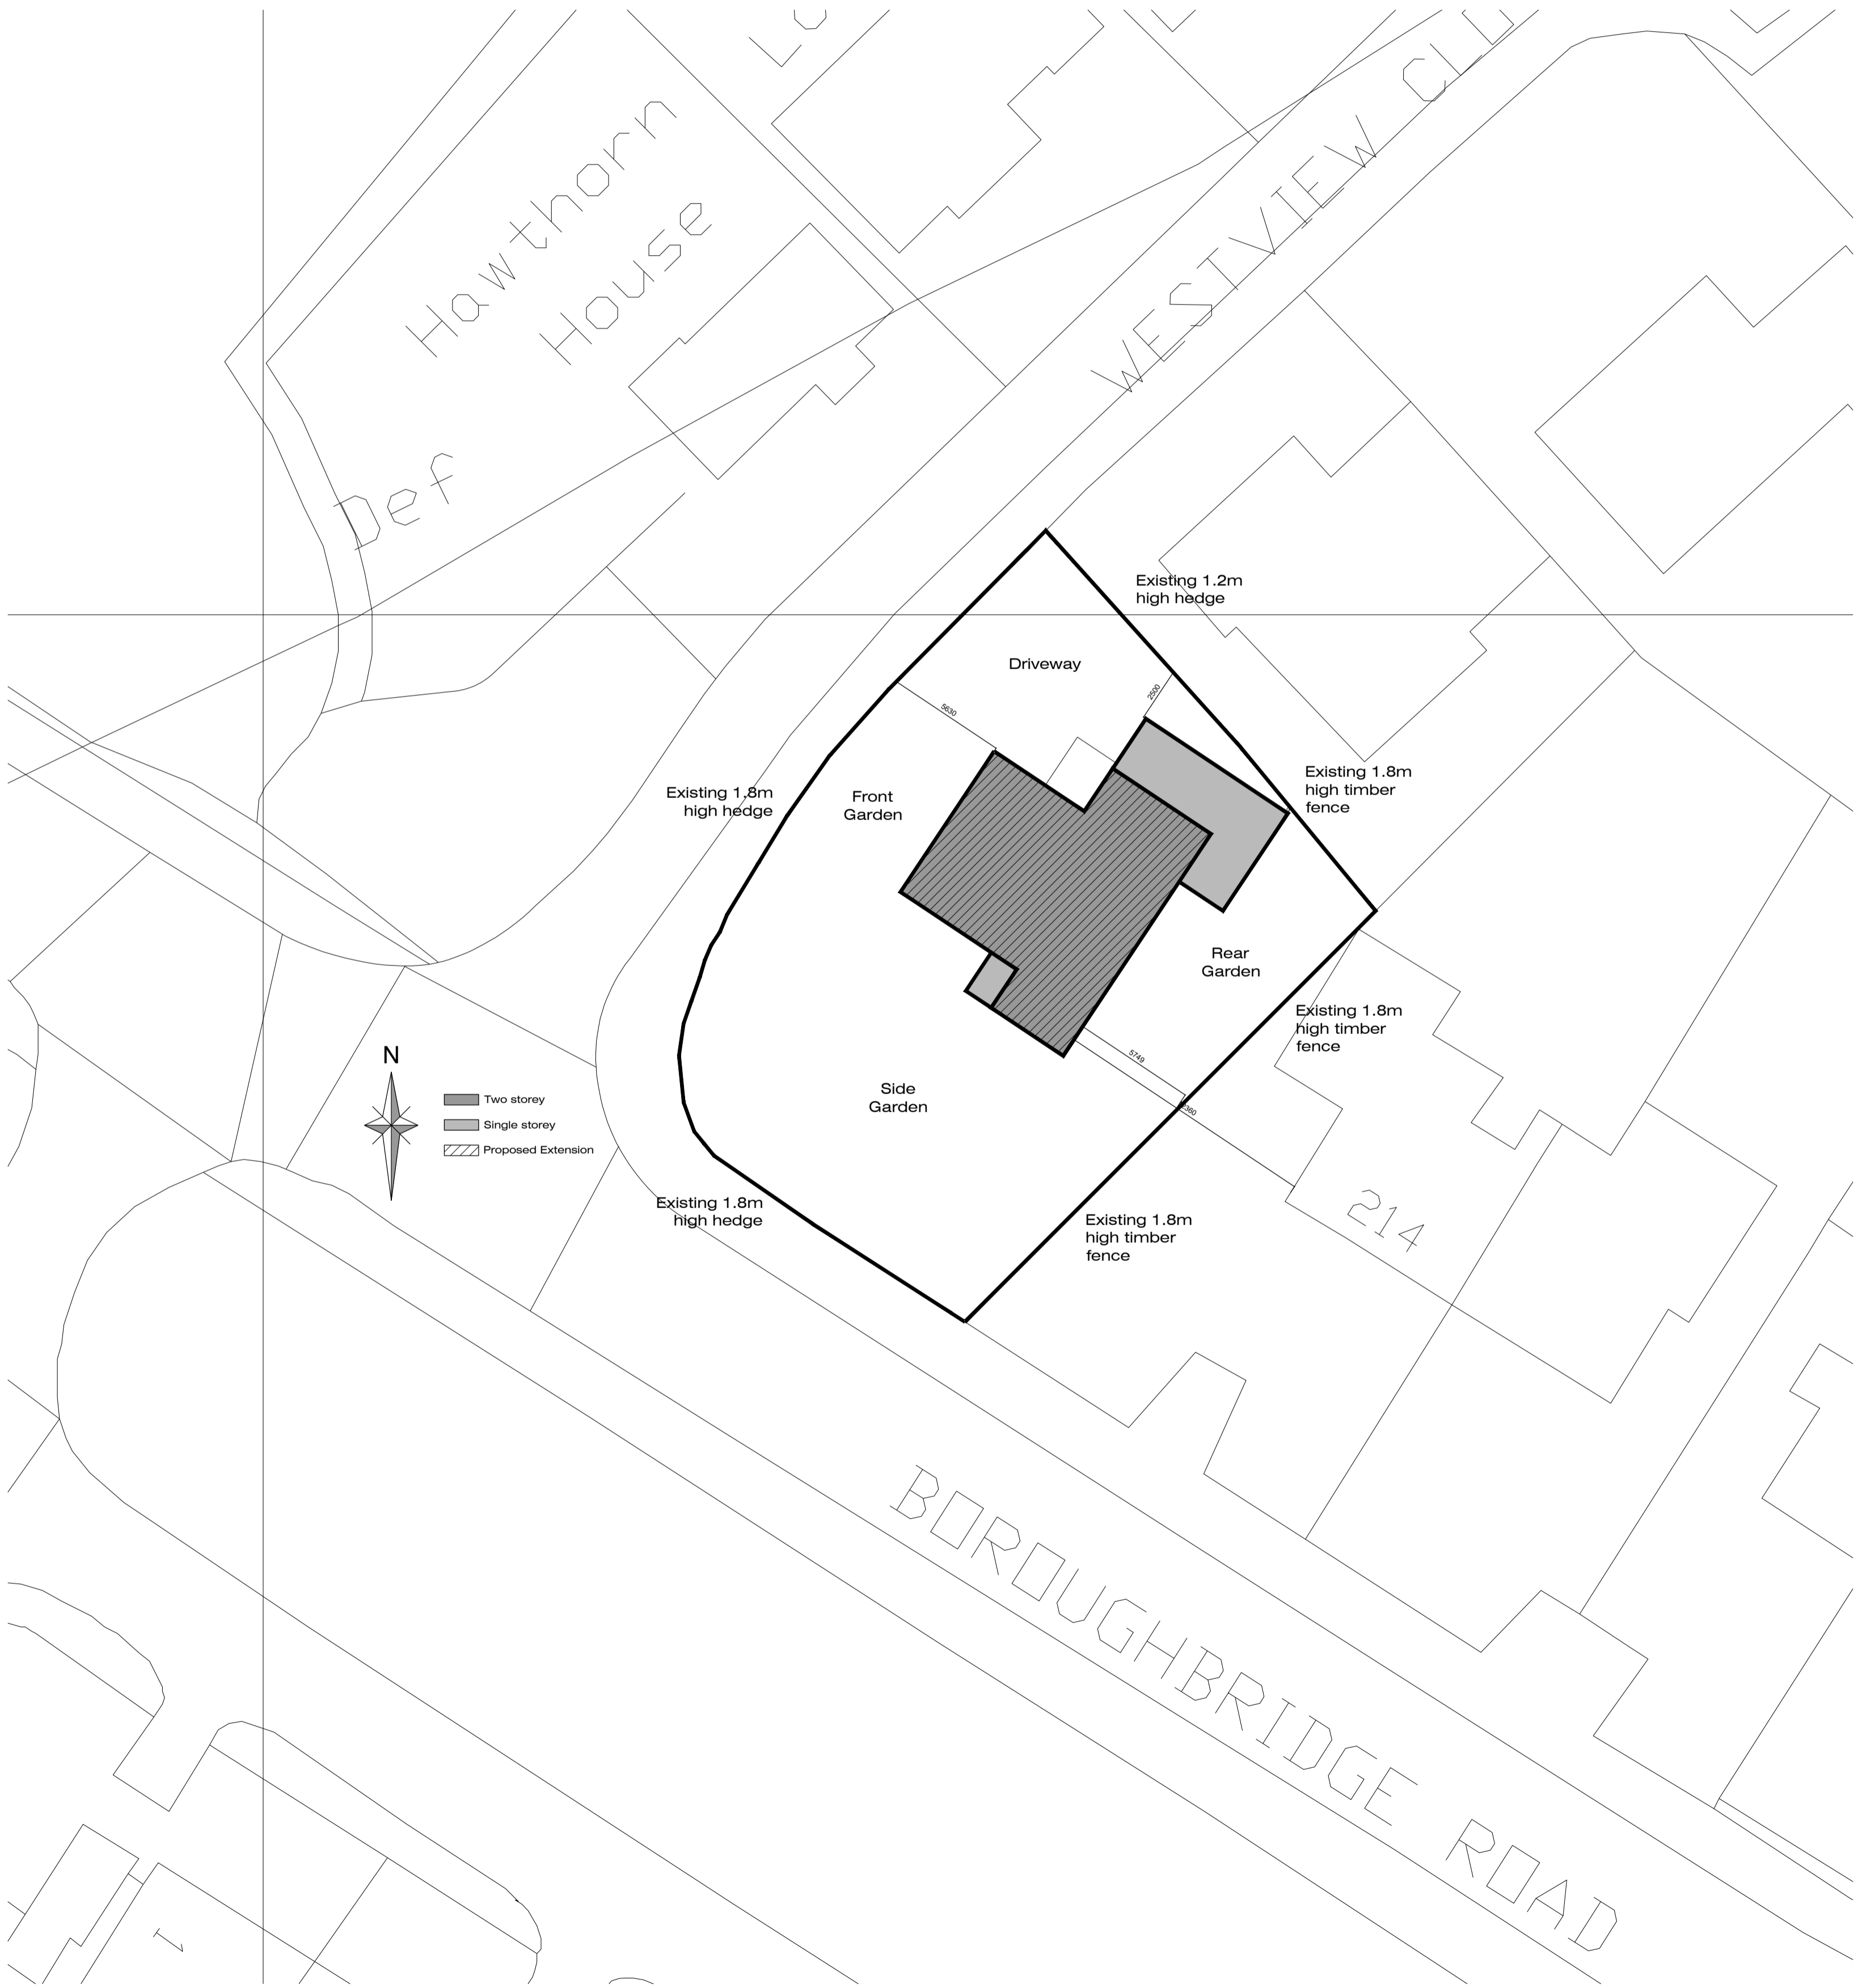 Hawthorn
House
Lo
WESTVIEW CL
Def
Existing 1.2m
high hedge
Driveway
2500
5630
Existing 1.8m
high timber
fence
Existing 1.8m
high hedge
Front
Garden
Rear
Garden
Existing 1.8m
high timber
fence
N
Two storey
Single storey
Proposed Extension
5749
Side
Garden
Existing 1.8m
high hedge
Existing 1.8m
high timber
fence
214
BOROUGHBRIDGE ROAD